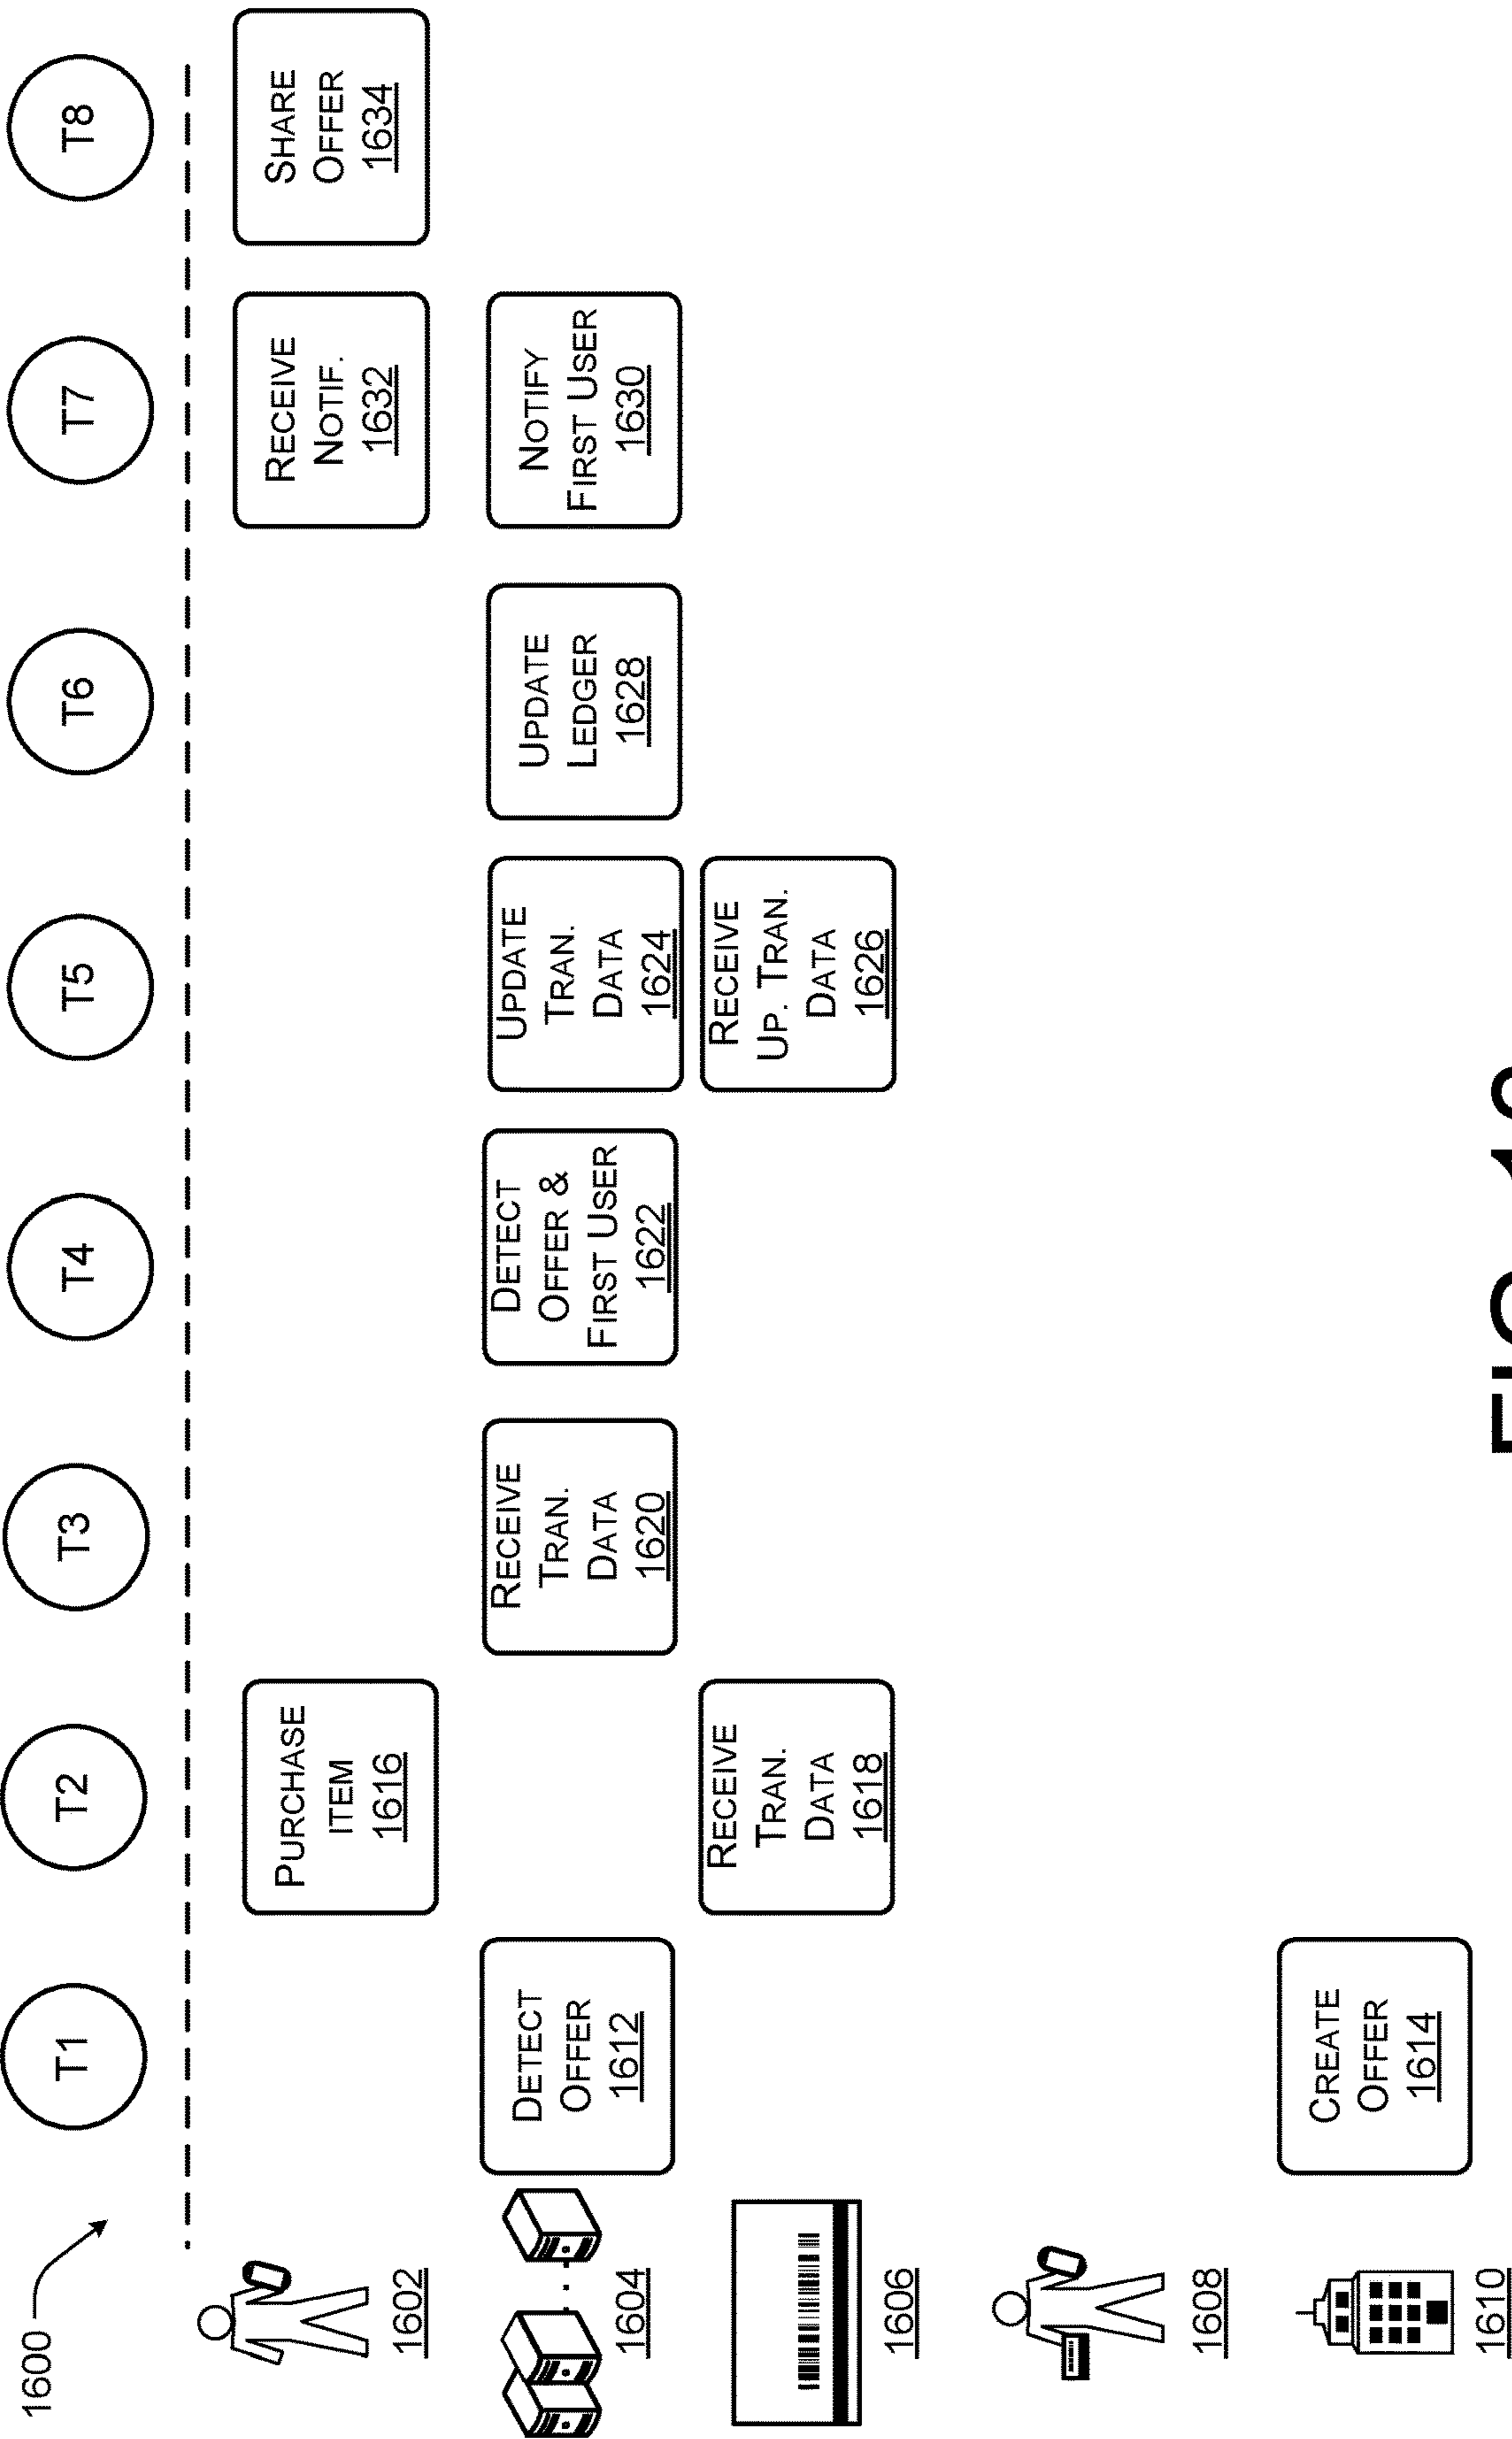 1600
T1
T2
T3
T4
T5
T6
T7
T8
1602
PURCHASE
ITEM
1616
RECEIVE
NOTIF.
1632
SHARE
OFFER
1634
1604
DETECT
OFFER
1612
RECEIVE
TRAN.
DATA
1620
DETECT
OFFER &
FIRST USER
1622
UPDATE
TRAN.
DATA
1624
UPDATE
LEDGER
1628
NOTIFY
FIRST USER
1630
1606
RECEIVE
TRAN.
DATA
1618
RECEIVE
UP. TRAN.
DATA
1626
1608
1610
CREATE
OFFER
1614